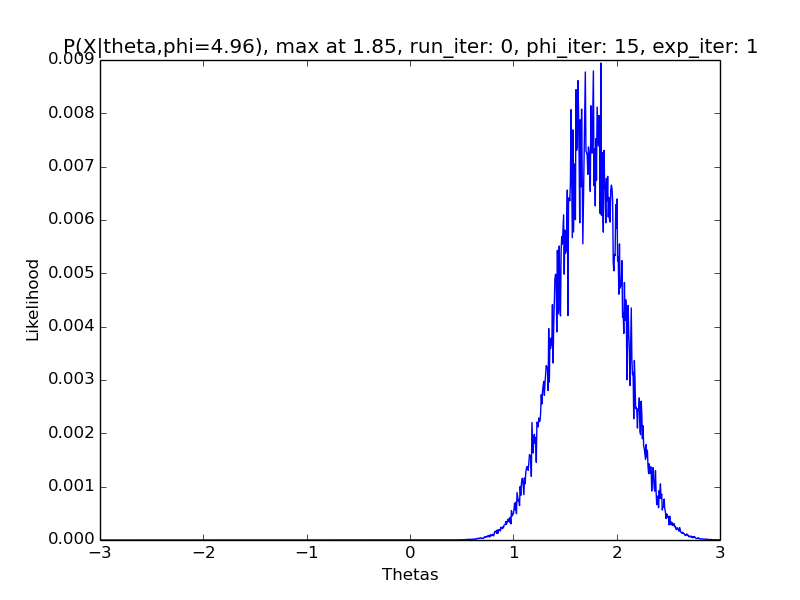 P(X|theta,phi=4.96), max at 1.85, run_iter: 0, phi_iter: 15, exp_iter: 1
0.009
0.008
0.007
0.006
0.005
0.004
0.003
0.002
0.001
0.000
Likelihood
−3 −2 −1 0 1 2 3
Thetas